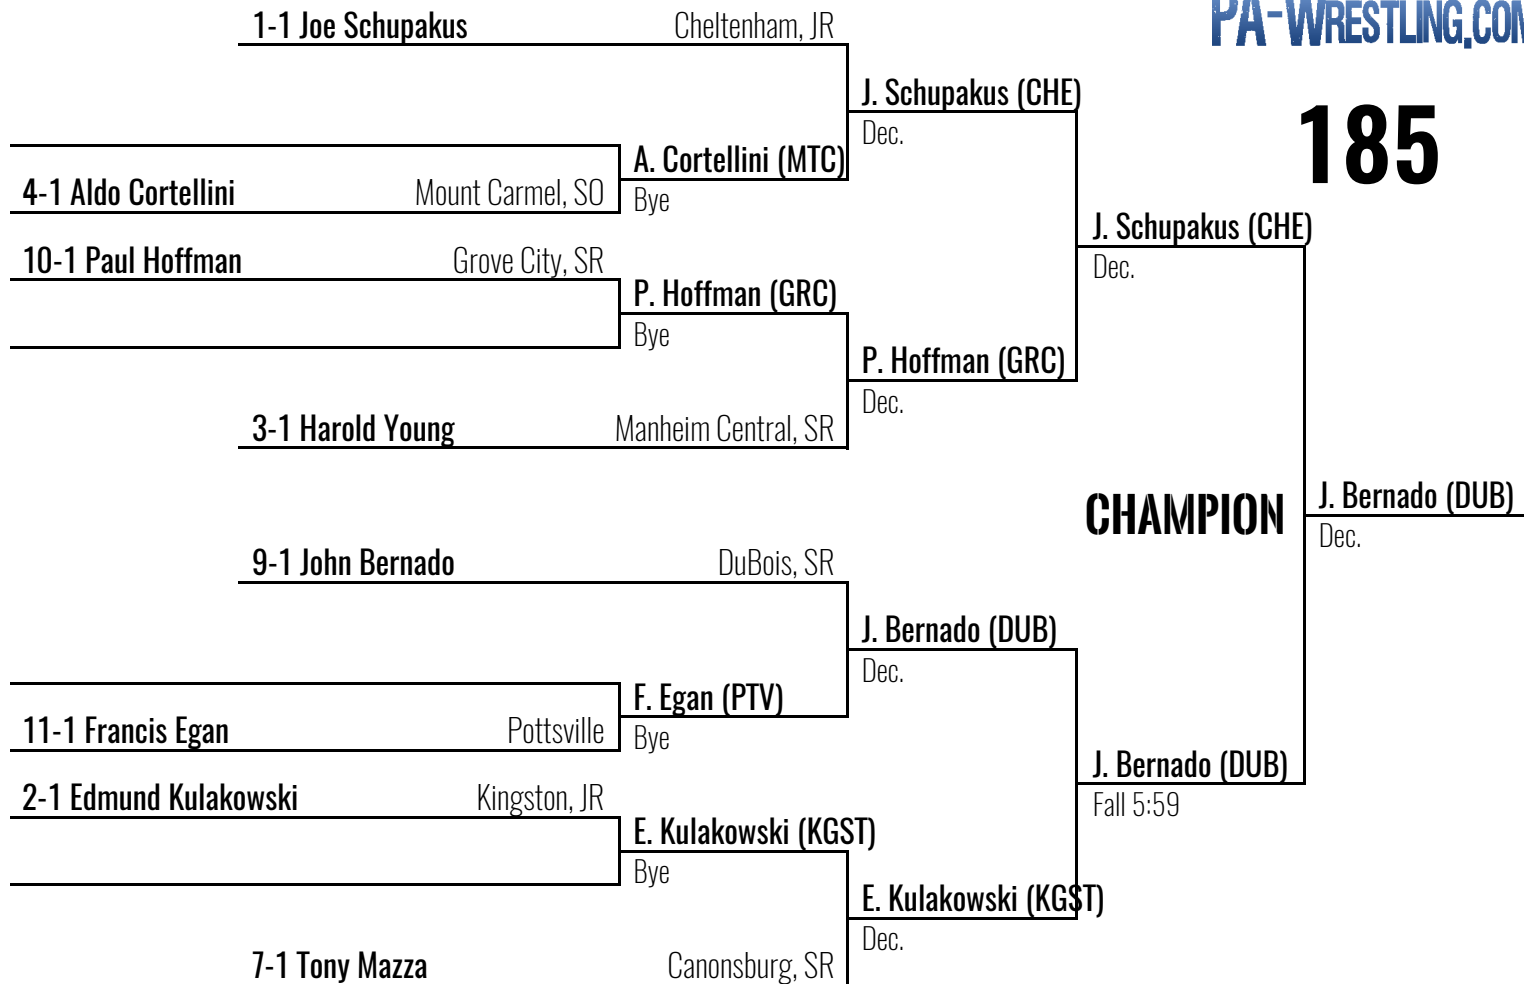 PA-WRESTLING.COM
1-1 Joe Schupakus Cheltenham, JR
J. Schupakus (CHE)
Dec.
185
A. Cortellini (MTC)
4-1 Aldo Cortellini Mount Carmel, SO
Bye
J. Schupakus (CHE)
10-1 Paul Hoffman Grove City, SR
Dec.
P. Hoffman (GRC)
Bye
P. Hoffman (GRC)
Dec.
3-1 Harold Young Manheim Central, SR
CHAMPION
J. Bernado (DUB)
Dec.
9-1 John Bernado DuBois, SR
J. Bernado (DUB)
Dec.
F. Egan (PTV)
11-1 Francis Egan Pottsville
Bye
J. Bernado (DUB)
2-1 Edmund Kulakowski Kingston, JR
Fall 5:59
E. Kulakowski (KGST)
Bye
E. Kulakowski (KGST)
Dec.
7-1 Tony Mazza Canonsburg, SR